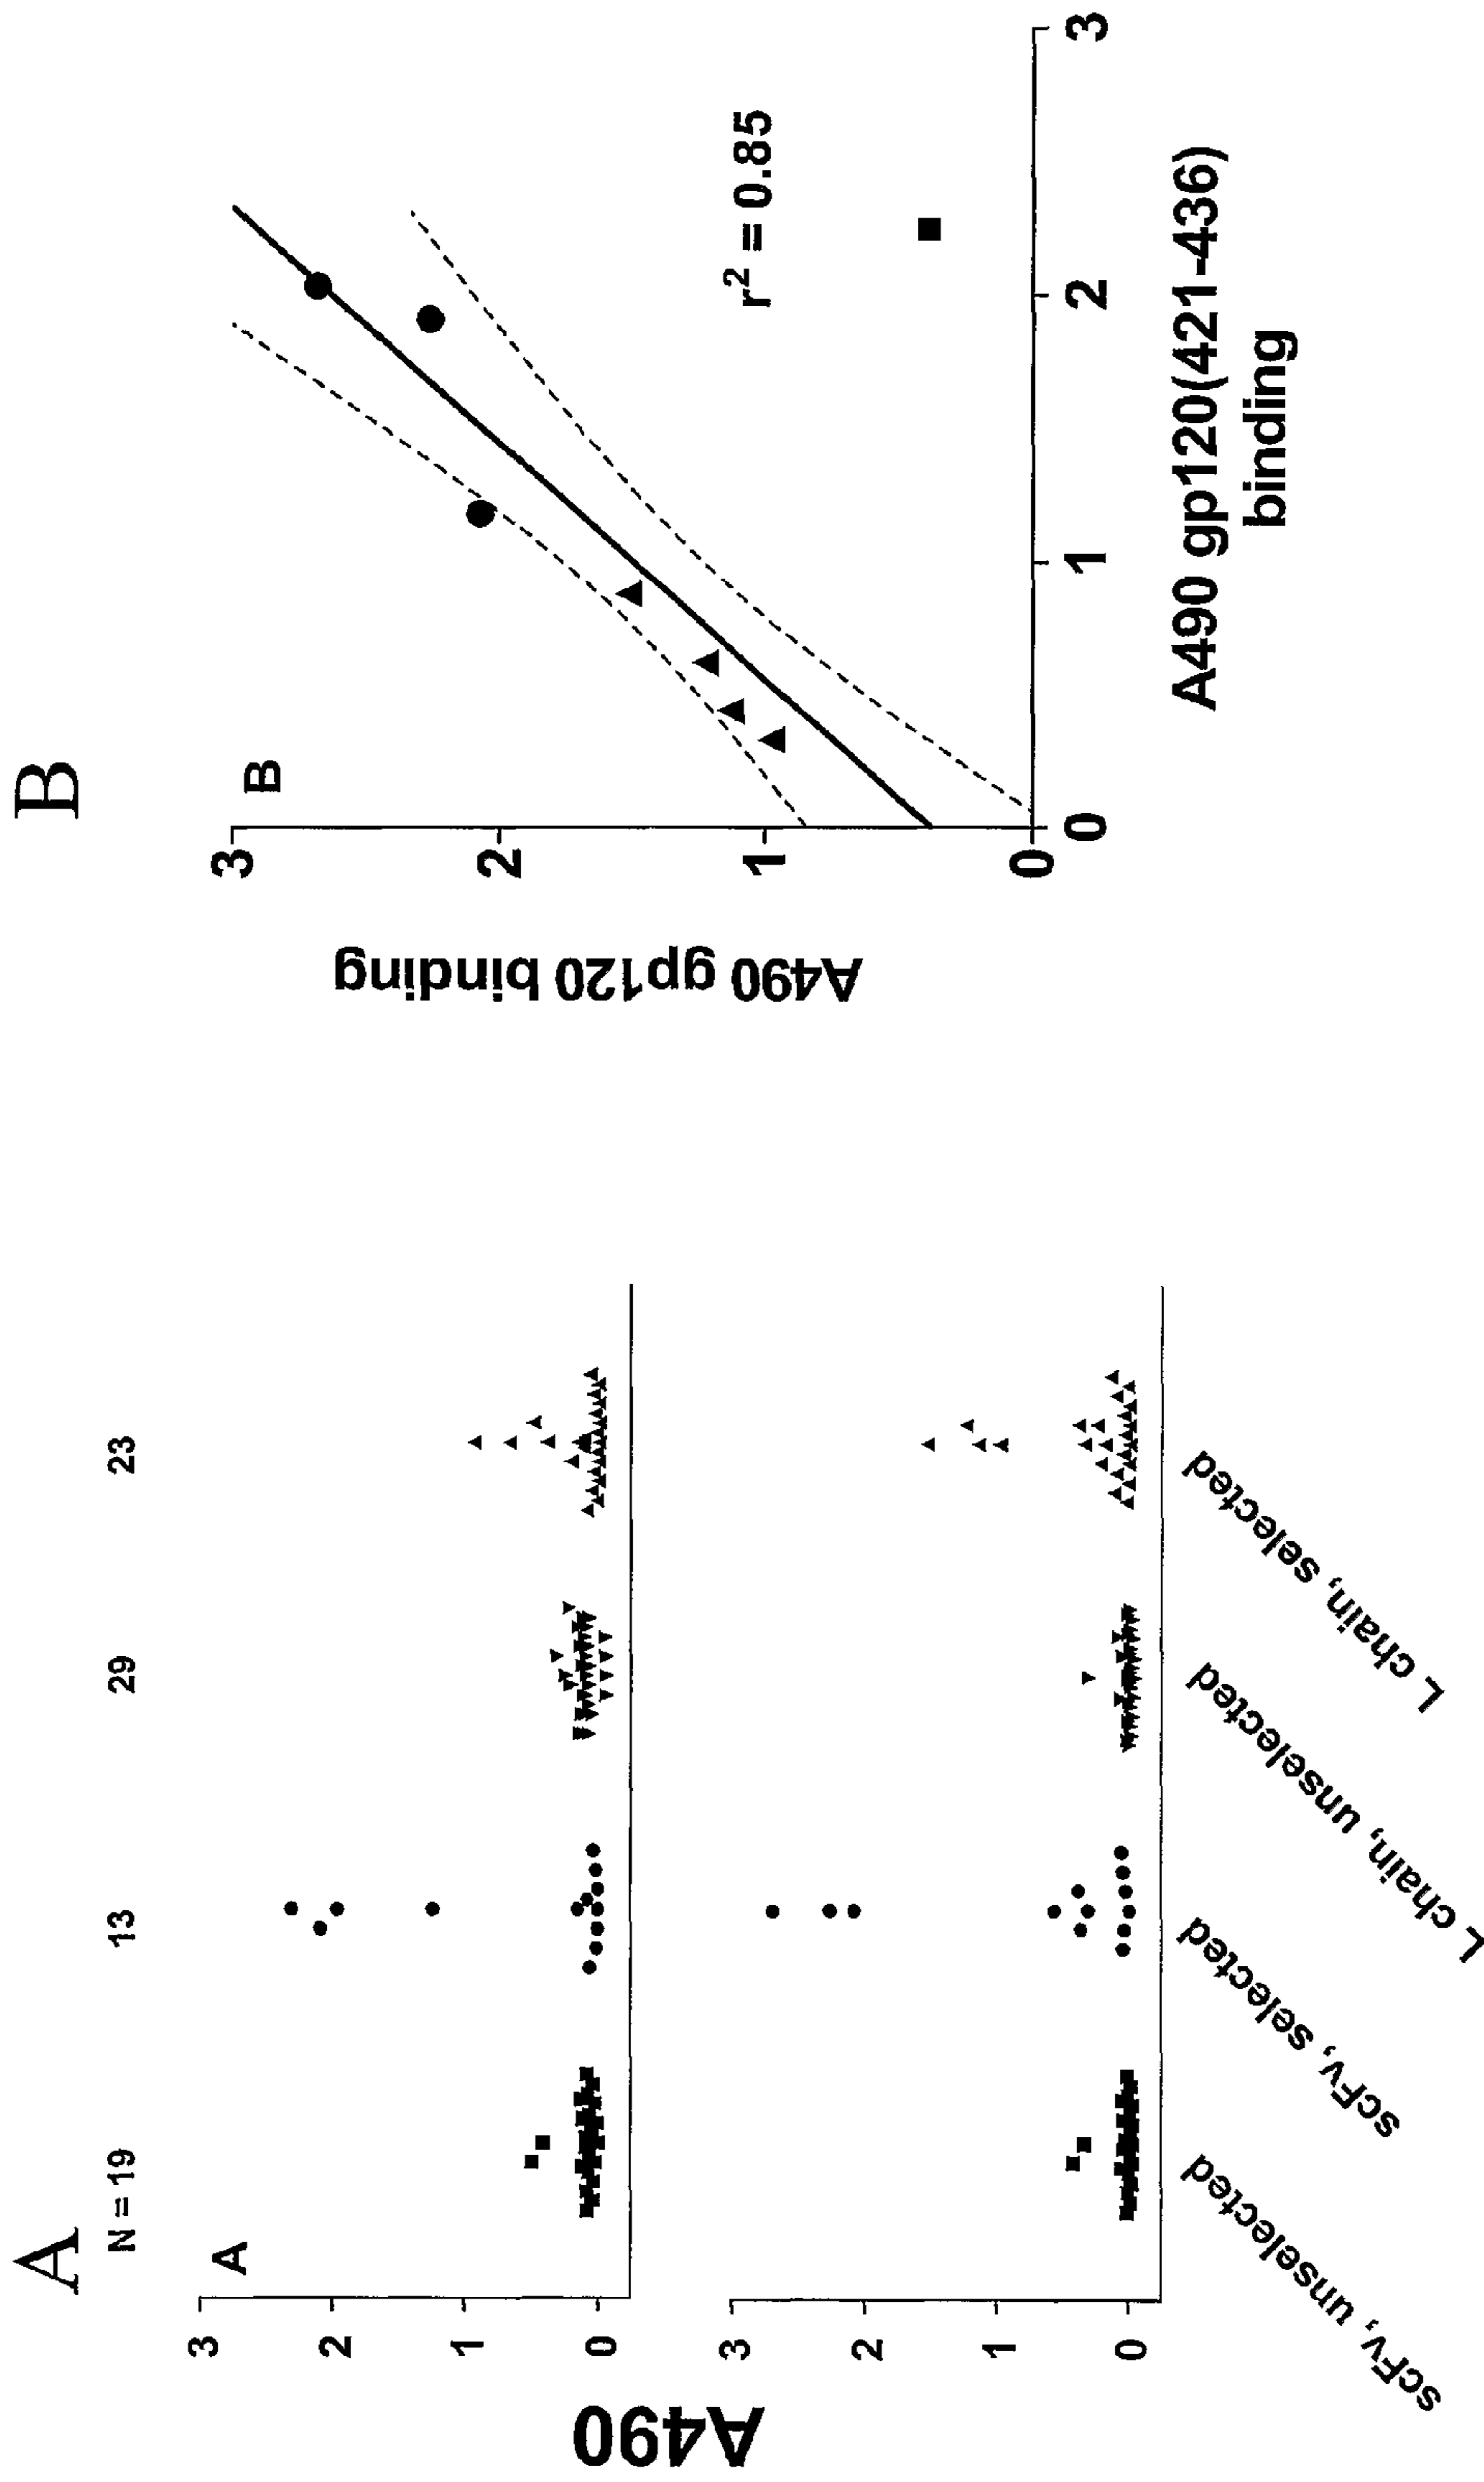 A
N = 19 13 29 23
A
3
2
1
0
3
2
1
0
A490
scFv, unselected
scFv, selected
L chain, unselected
L chain, selected
B
B
3
2
1
0
A490 gp120 binding
r² = 0.85
0 1 2 3
A490 gp120(421-436)
binding